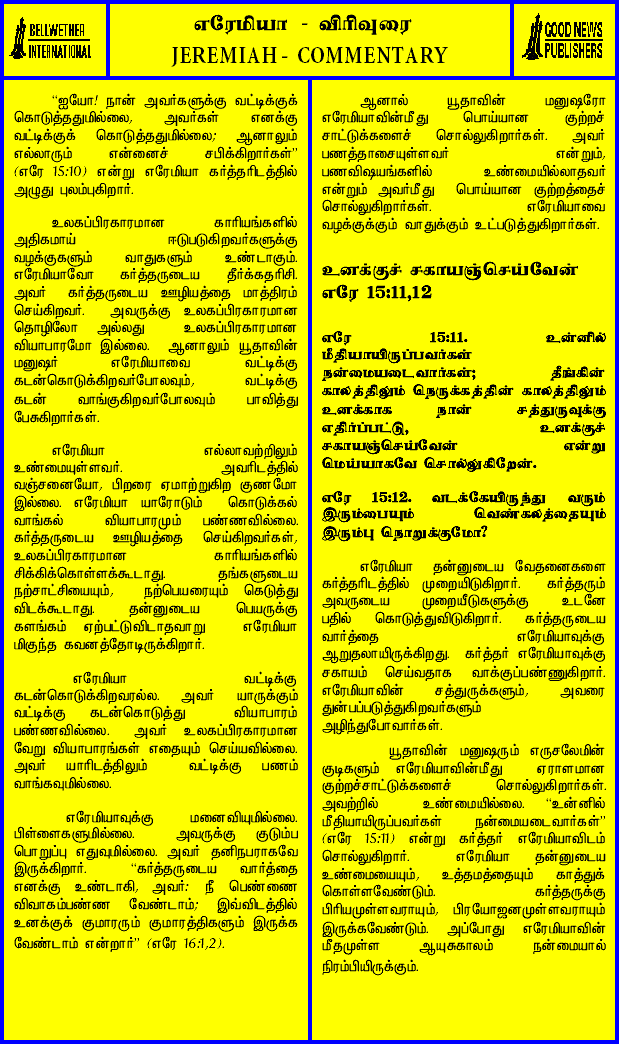 BELLWETHER
INTERNATIONAL
எரேமியா - விரிவுரை
JEREMIAH - COMMENTARY
GOOD NEWS
PUBLISHERS
“ஐயோ! நான் அவர்களுக்கு வட்டிக்குக்
கொடுத்ததுமில்லை, அவர்கள் எனக்கு
வட்டிக்குக் கொடுத்ததுமில்லை; ஆனாலும்
எல்லாரும் என்னைச் சபிக்கிறார்கள்”
(எரே 15:10) என்று எரேமியா கர்த்தரிடத்தில்
அழுது புலம்புகிறார்.
உலகப்பிரகாரமான காரியங்களில்
அதிகமாய் ஈடுபடுகிறவர்களுக்கு
வழக்குகளும் வாதுகளும் உண்டாகும்.
எரேமியாவோ கர்த்தருடைய தீர்க்கதரிசி.
அவர் கர்த்தருடைய ஊழியத்தை மாத்திரம்
செய்கிறவர். அவருக்கு உலகப்பிரகாரமான
தொழிலோ அல்லது உலகப்பிரகாரமான
வியாபாரமோ இல்லை. ஆனாலும் யூதாவின்
மனுஷர் எரேமியாவை வட்டிக்கு
கடன்கொடுக்கிறவர்போலவும், வட்டிக்கு
கடன் வாங்குகிறவர்போலவும் பாவித்து
பேசுகிறார்கள்.
எரேமியா எல்லாவற்றிலும்
உண்மையுள்ளவர். அவரிடத்தில்
வஞ்சனையோ, பிறரை ஏமாற்றுகிற குணமோ
இல்லை. எரேமியா யாரோடும் கொடுக்கல்
வாங்கல் வியாபாரமும் பண்ணவில்லை.
கர்த்தருடைய ஊழியத்தை செய்கிறவர்கள்,
உலகப்பிரகாரமான காரியங்களில்
சிக்கிக்கொள்ளக்கூடாது. தங்களுடைய
நற்சாட்சியையும், நற்பெயரையும் கெடுத்து
விடக்கூடாது. தன்னுடைய பெயருக்கு
களங்கம் ஏற்பட்டுவிடாதவாறு எரேமியா
மிகுந்த கவனத்தோடிருக்கிறார்.
எரேமியா வட்டிக்கு
கடன்கொடுக்கிறவரல்ல. அவர் யாருக்கும்
வட்டிக்கு கடன்கொடுத்து வியாபாரம்
பண்ணவில்லை. அவர் உலகப்பிரகாரமான
வேறு வியாபாரங்கள் எதையும் செய்யவில்லை.
அவர் யாரிடத்திலும் வட்டிக்கு பணம்
வாங்கவுமில்லை.
எரேமியாவுக்கு மனைவியுமில்லை.
பிள்ளைகளுமில்லை. அவருக்கு குடும்ப
பொறுப்பு எதுவுமில்லை. அவர் தனிநபராகவே
இருக்கிறார். “கர்த்தருடைய வார்த்தை
எனக்கு உண்டாகி, அவர்: நீ பெண்ணை
விவாகம்பண்ண வேண்டாம்; இவ்விடத்தில்
உனக்குக் குமாரரும் குமாரத்திகளும் இருக்க
வேண்டாம் என்றார்” (எரே 16:1,2).
ஆனால் யூதாவின் மனுஷரோ
எரேமியாவின்மீது பொய்யான குற்றச்
சாட்டுக்களைச் சொல்லுகிறார்கள். அவர்
பணத்தாசையுள்ளவர் என்றும்,
பணவிஷயங்களில் உண்மையில்லாதவர்
என்றும் அவர்மீது பொய்யான குற்றத்தைச்
சொல்லுகிறார்கள். எரேமியாவை
வழக்குக்கும் வாதுக்கும் உட்படுத்துகிறார்கள்.
உனக்குச் சகாயஞ்செய்வேன்
எரே 15:11,12
எரே 15:11. உன்னில்
மீதியாயிருப்பவர்கள்
நன்மையடைவார்கள்; தீங்கின்
காலத்திலும் நெருக்கத்தின் காலத்திலும்
உனக்காக நான் சத்துருவுக்கு
எதிர்ப்பட்டு, உனக்குச்
சகாயஞ்செய்வேன் என்று
மெய்யாகவே சொல்லுகிறேன்.
எரே 15:12. வடக்கேயிருந்து வரும்
இரும்பையும் வெண்கலத்தையும்
இரும்பு நொறுக்குமோ?
எரேமியா தன்னுடைய வேதனைகளை
கர்த்தரிடத்தில் முறையிடுகிறார். கர்த்தரும்
அவருடைய முறையீடுகளுக்கு உடனே
பதில் கொடுத்துவிடுகிறார். கர்த்தருடைய
வார்த்தை எரேமியாவுக்கு
ஆறுதலாயிருக்கிறது. கர்த்தர் எரேமியாவுக்கு
சகாயம் செய்வதாக வாக்குப்பண்ணுகிறார்.
எரேமியாவின் சத்துருக்களும், அவரை
துன்பப்படுத்துகிறவர்களும்
அழிந்துபோவார்கள்.
யூதாவின் மனுஷரும் எருசலேமின்
குடிகளும் எரேமியாவின்மீது ஏராளமான
குற்றச்சாட்டுக்களைச் சொல்லுகிறார்கள்.
அவற்றில் உண்மையில்லை. “உன்னில்
மீதியாயிருப்பவர்கள் நன்மையடைவார்கள்”
(எரே 15:11) என்று கர்த்தர் எரேமியாவிடம்
சொல்லுகிறார். எரேமியா தன்னுடைய
உண்மையையும், உத்தமத்தையும் காத்துக்
கொள்ளவேண்டும். கர்த்தருக்கு
பிரியமுள்ளவராயும், பிரயோஜனமுள்ளவராயும்
இருக்கவேண்டும். அப்போது எரேமியாவின்
மீதமுள்ள ஆயுசுகாலம் நன்மையால்
நிரம்பியிருக்கும்.